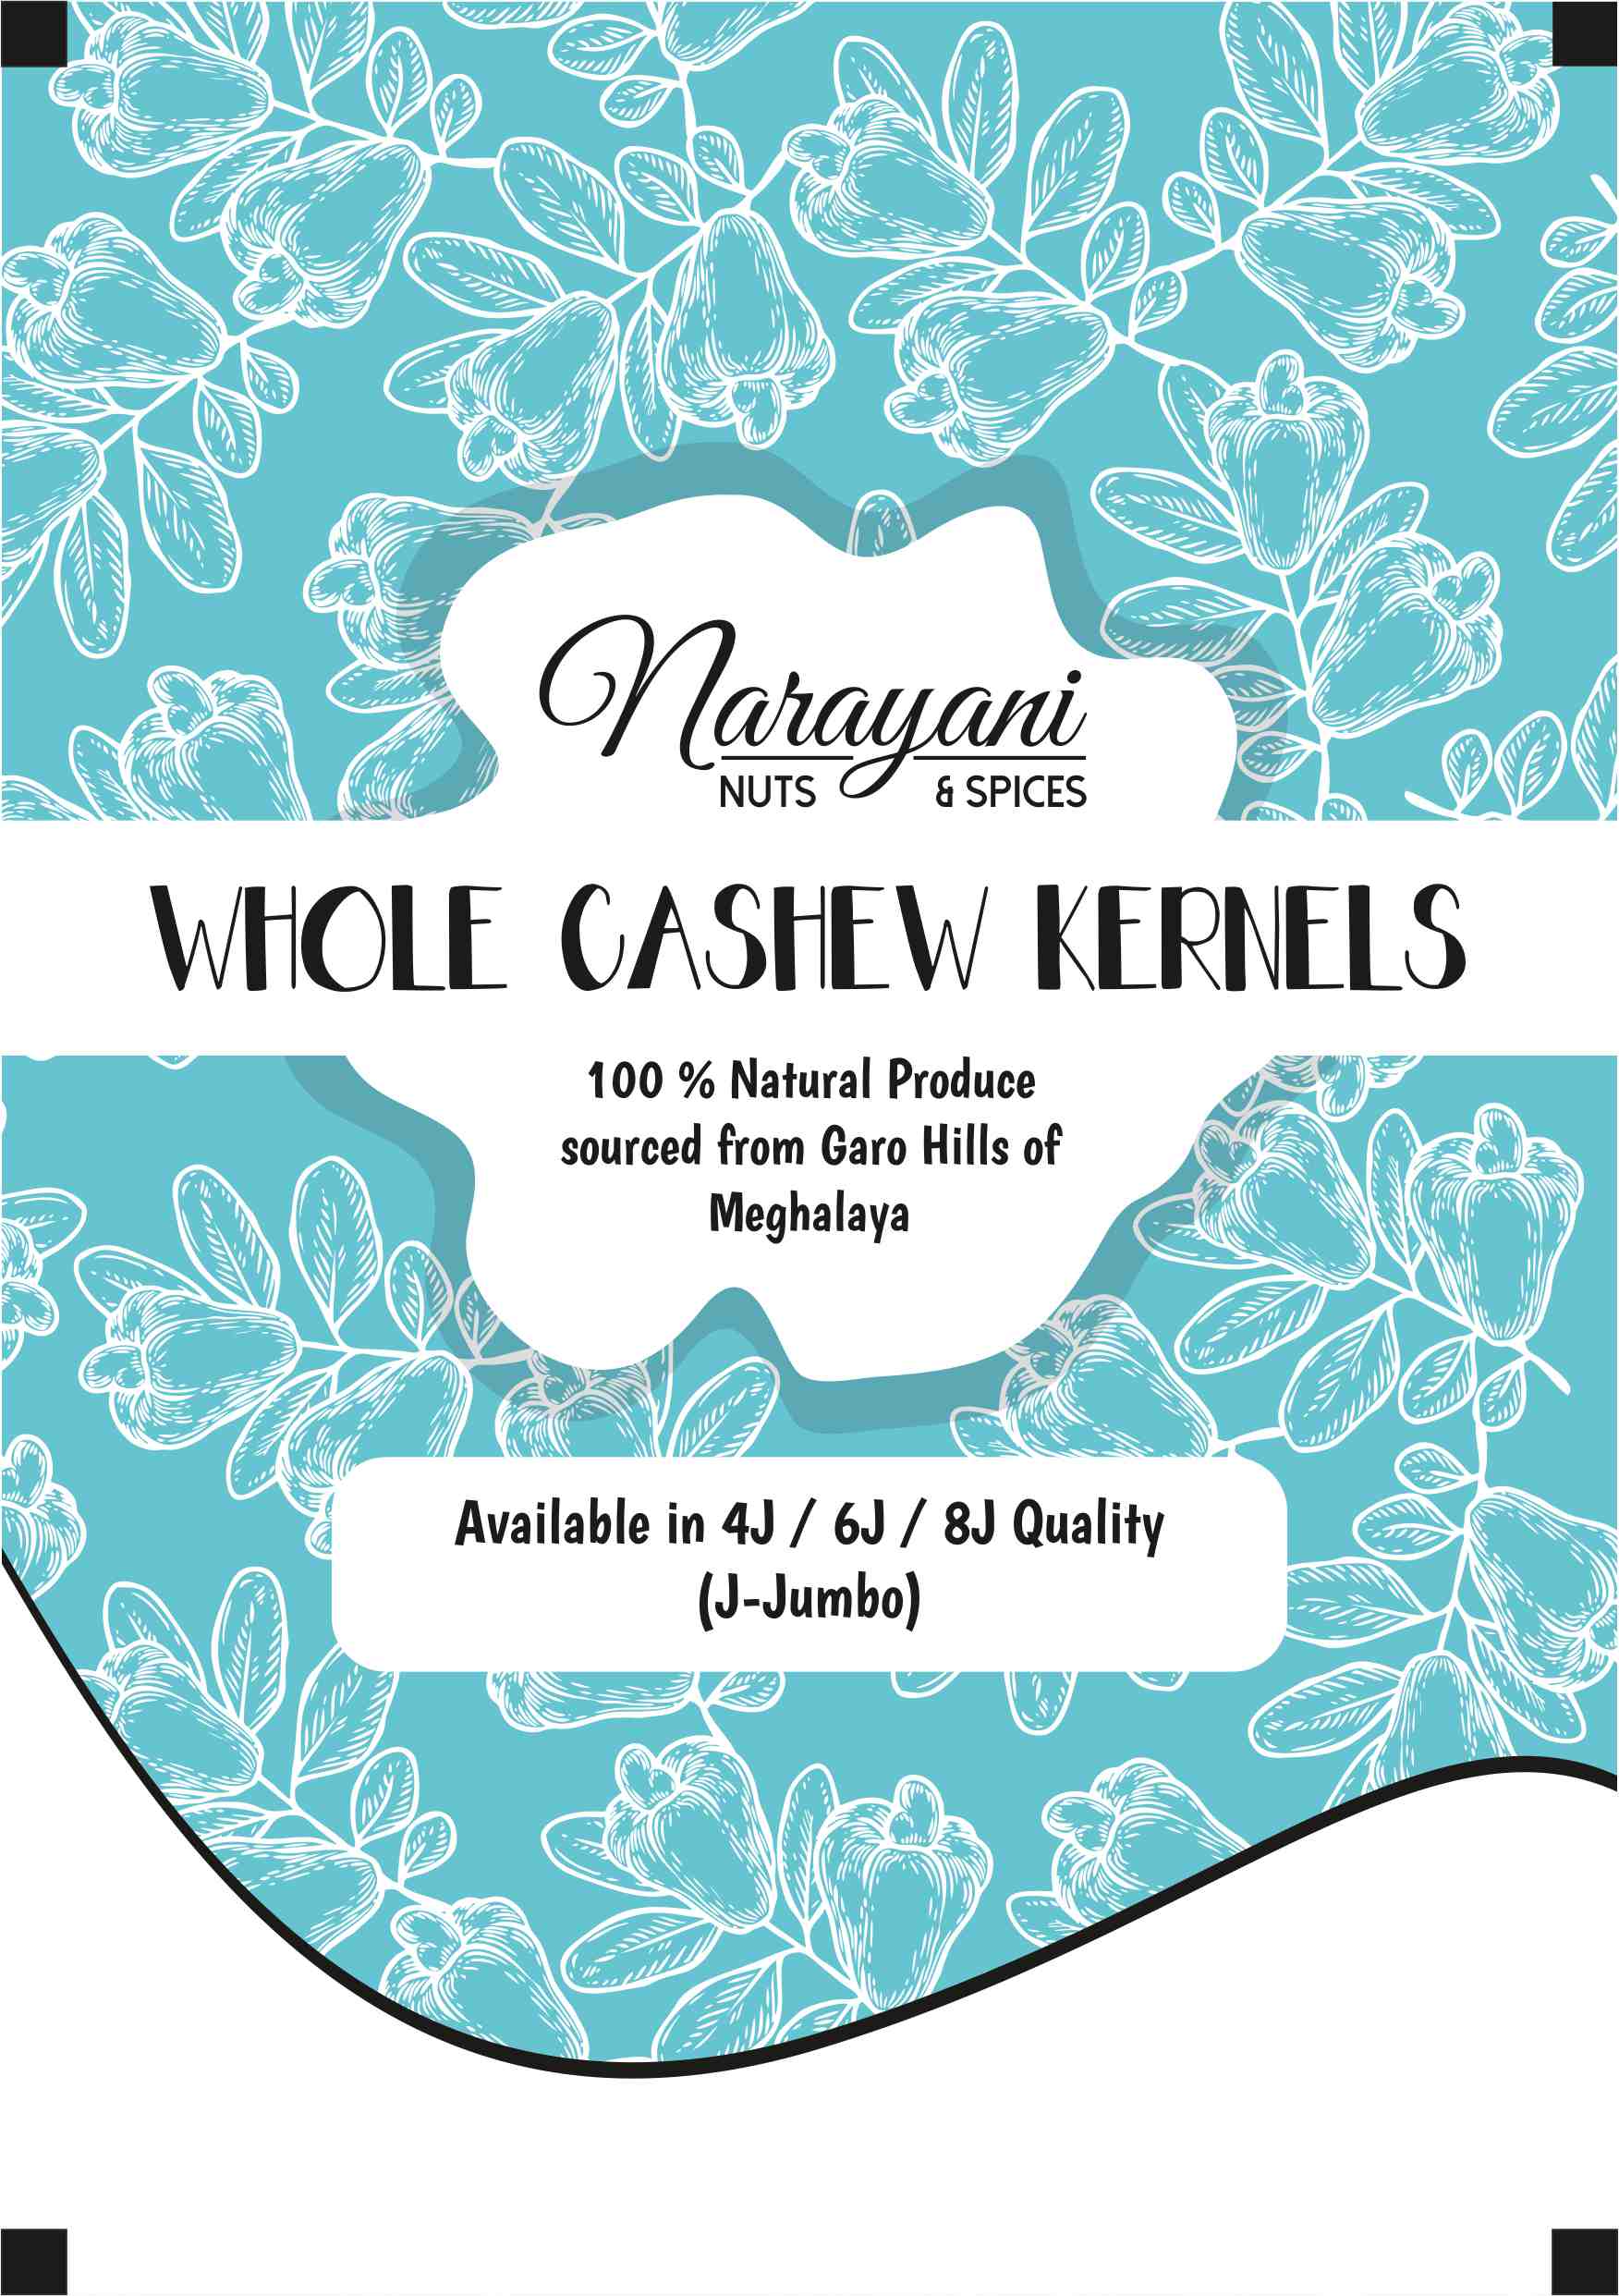 Narayani
NUTS & SPICES
WHOLE CASHEW KERNELS
100 % Natural Produce
sourced from Garo Hills of
Meghalaya
Available in 4J / 6J / 8J Quality
(J-Jumbo)